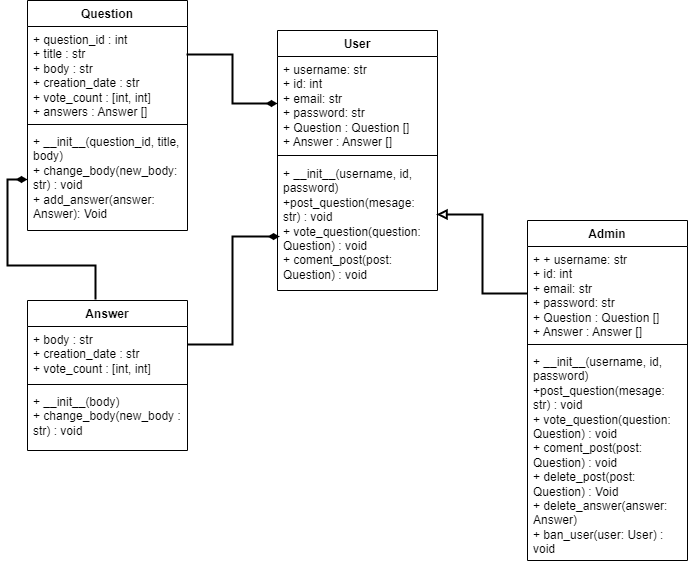 Question
+ question_id : int
+ title : str
+ body : str
+ creation_date : str
+ vote_count : [int, int]
+ answers : Answer []
+ __init__(question_id, title,
body)
+ change_body(new_body:
str) : void
+ add_answer(answer:
Answer): Void
User
+ username: str
+ id: int
+ email: str
+ password: str
+ Question : Question []
+ Answer : Answer []
+ __init__(username, id,
password)
+post_question(mesage:
str) : void
+ vote_question(question:
Question) : void
+ coment_post(post:
Question) : void
Answer
+ body : str
+ creation_date : str
+ vote_count : [int, int]
+ __init__(body)
+ change_body(new_body :
str) : void
Admin
+ + username: str
+ id: int
+ email: str
+ password: str
+ Question : Question []
+ Answer : Answer []
+ __init__(username, id,
password)
+post_question(mesage:
str) : void
+ vote_question(question:
Question) : void
+ coment_post(post:
Question) : void
+ delete_post(post:
Question) : Void
+ delete_answer(answer:
Answer)
+ ban_user(user: User) :
void